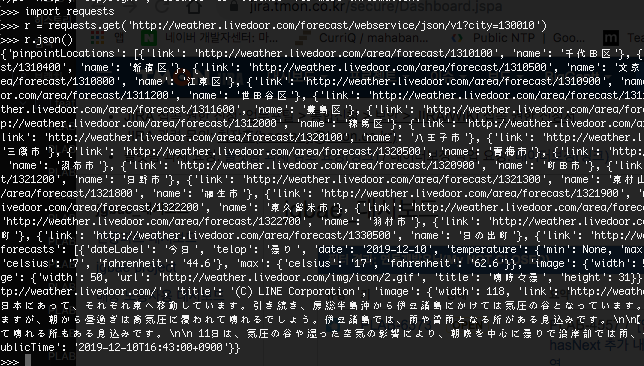 >>> import requests
>>> r = requests.get('http://weather.livedoor.com/forecast/webservice/json/v1?city=130010')
>>> r.json()
{'pinpointLocations': [{'link': 'http://weather.livedoor.com/area/forecast/1310100', 'name': '千代田区'}, {'
t/1310400', 'name': '新宿区'}, {'link': 'http://weather.livedoor.com/area/forecast/1310500', 'name': '文京
area/forecast/1310800', 'name': '江東区'}, {'link': 'http://weather.livedoor.com/area/forecast/1310900', 'name
or.com/area/forecast/1311200', 'name': '世田谷区'}, {'link': 'http://weather.livedoor.com/area/forecast/131
ther.livedoor.com/area/forecast/1311600', 'name': '豊島区'}, {'link': 'http://weather.livedoor.com/area/for
p://weather.livedoor.com/area/forecast/1312000', 'name': '練馬区'}, {'link': 'http://weather.livedoor.com/a
'http://weather.livedoor.com/area/forecast/1320100', 'name': '八王子市'}, {'link': 'http://weather.lived
'三鷹市'}, {'link': 'http://weather.livedoor.com/area/forecast/1320500', 'name': '青梅市'}, {'link': 'http:
'name': '調布市'}, {'link': 'http://weather.livedoor.com/area/forecast/1320900', 'name': '町田市'}, {'link
t/1321200', 'name': '日野市'}, {'link': 'http://weather.livedoor.com/area/forecast/1321300', 'name': '東村山
/area/forecast/1321800', 'name': '福生市'}, {'link': 'http://weather.livedoor.com/area/forecast/1321900', '
oor.com/area/forecast/1322200', 'name': '東久留米市'}, {'link': 'http://weather.livedoor.com/area/forecast/
'http://weather.livedoor.com/area/forecast/1322700', 'name': '羽村市'}, {'link': 'http://weather.livedoor.c
町'}, {'link': 'http://weather.livedoor.com/area/forecast/1330500', 'name': '日の出町'}, {'link': 'http://w
forecasts': [{'dateLabel': '今日', 'telop': '曇り', 'date': '2019-12-10', 'temperature': {'min': None, 'max
'celsius': '7', 'fahrenheit': '44.6'}, 'max': {'celsius': '17', 'fahrenheit': '62.6'}}, 'image': {'width': 5
ge': {'width': 50, 'url': 'http://weather.livedoor.com/img/icon/2.gif', 'title': '晴時々曇', 'height': 31}}
tp://weather.livedoor.com/', 'title': '(C) LINE Corporation', 'image': {'width': 118, 'link': 'http://weath
日本にあって、それぞれ東へ移動しています。引き続き、房総半島沖から伊豆諸島にかけては気圧の谷となっています。
ますが、朝から昼過ぎは高気圧に覆われて晴れるでしょう。伊豆諸島では、雨や雷雨となる所がある見込みです。\n\n【
て晴れる所もある見込みです。\n\n 11日は、気圧の谷や湿った空気の影響により、朝晩を中心に曇りで沿岸部では雨、
ublicTime': '2019-12-10T16:43:00+0900'}}
>>>